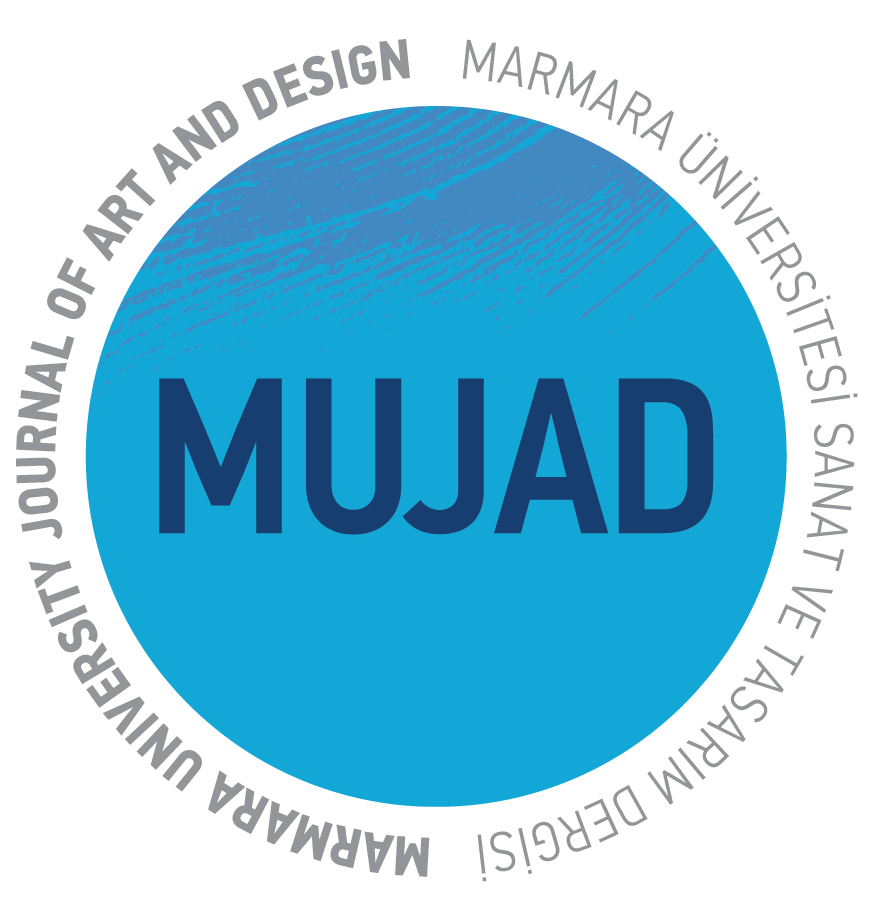 MARMARA UNIVERSITY JOURNAL OF ART AND DESIGN
MARMARA ÜNİVERSİTESİ SANAT VE TASARIM DERGİSİ
MUJAD